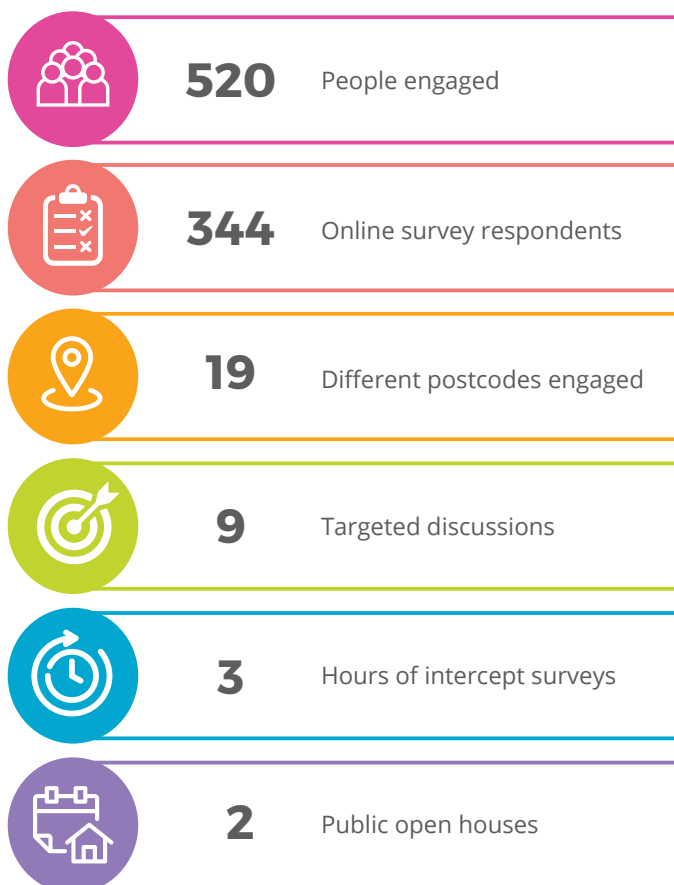 520 People engaged
344 Online survey respondents
19 Different postcodes engaged
9 Targeted discussions
3 Hours of intercept surveys
2 Public open houses